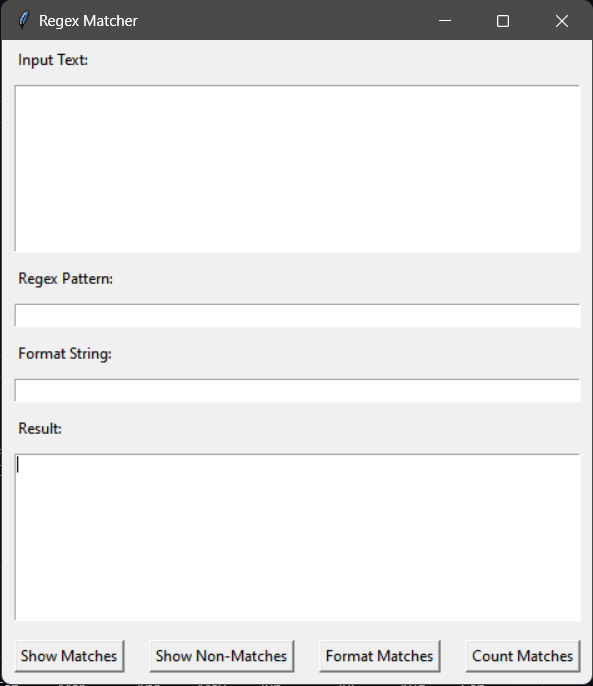 Regex Matcher
Input Text:
Regex Pattern:
Format String:
Result:
Show Matches Show Non-Matches Format Matches Count Matches